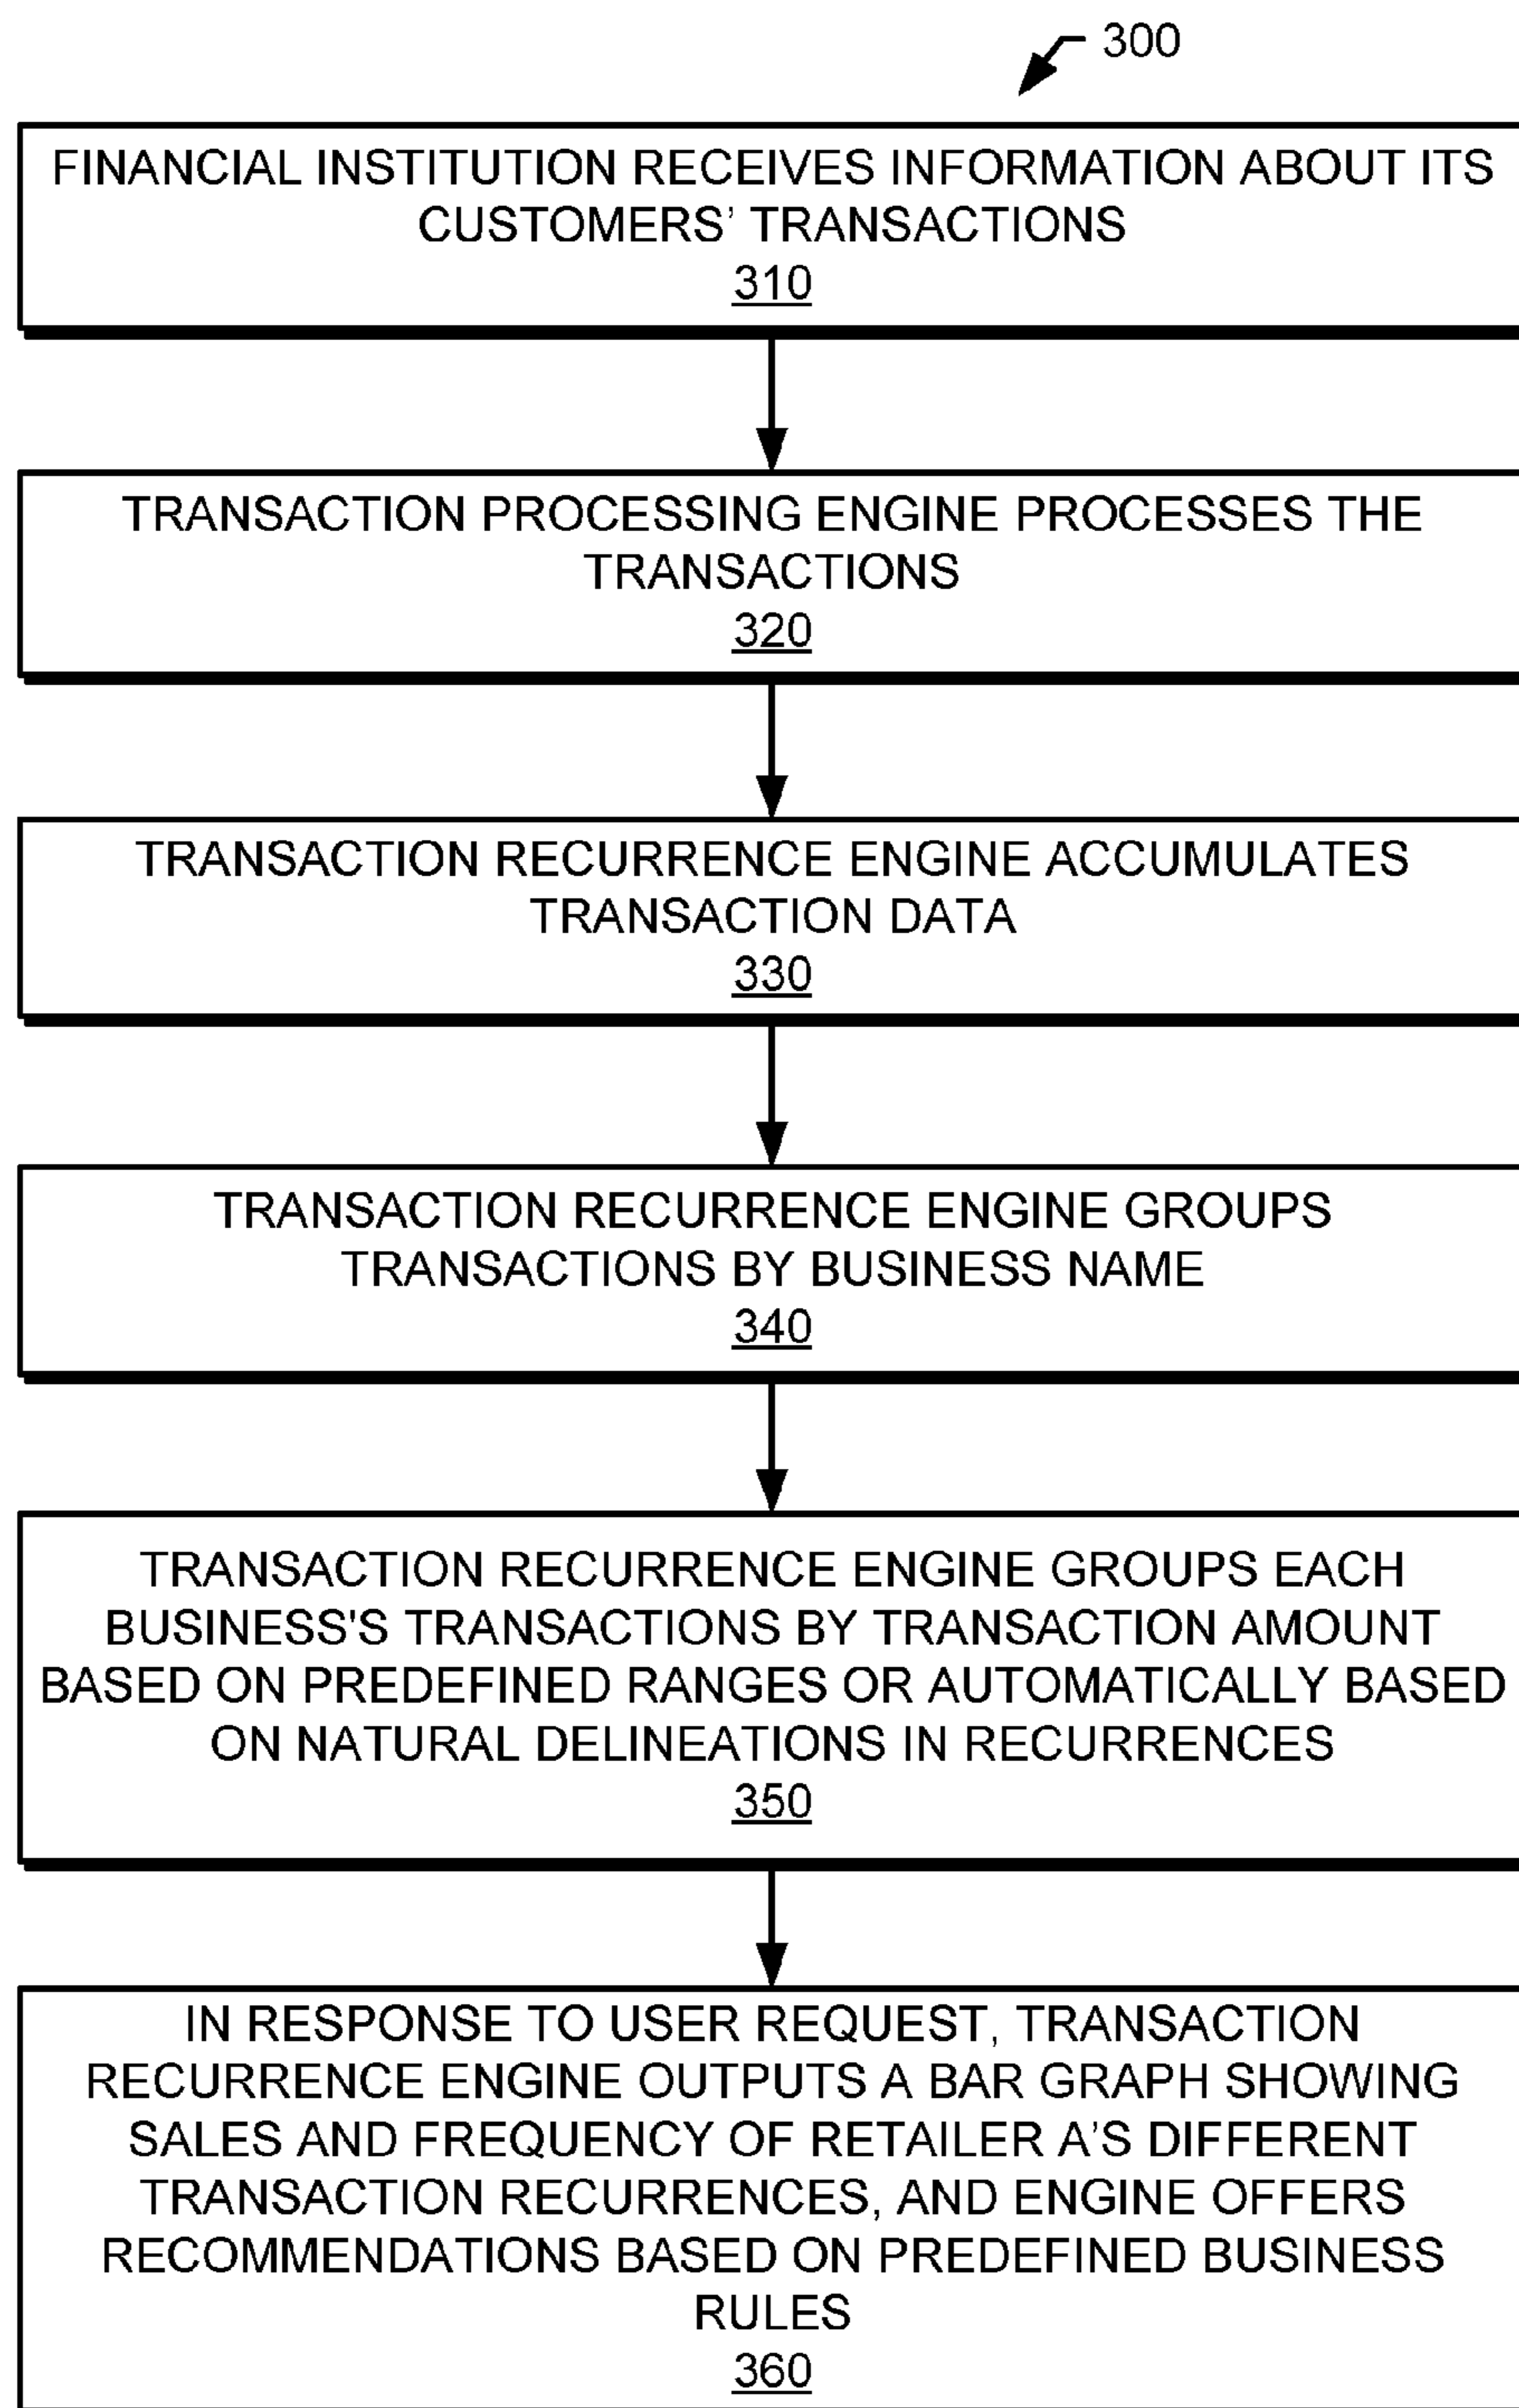 300
FINANCIAL INSTITUTION RECEIVES INFORMATION ABOUT ITS
CUSTOMERS’ TRANSACTIONS
310
TRANSACTION PROCESSING ENGINE PROCESSES THE
TRANSACTIONS
320
TRANSACTION RECURRENCE ENGINE ACCUMULATES
TRANSACTION DATA
330
TRANSACTION RECURRENCE ENGINE GROUPS
TRANSACTIONS BY BUSINESS NAME
340
TRANSACTION RECURRENCE ENGINE GROUPS EACH
BUSINESS'S TRANSACTIONS BY TRANSACTION AMOUNT
BASED ON PREDEFINED RANGES OR AUTOMATICALLY BASED
ON NATURAL DELINEATIONS IN RECURRENCES
350
IN RESPONSE TO USER REQUEST, TRANSACTION
RECURRENCE ENGINE OUTPUTS A BAR GRAPH SHOWING
SALES AND FREQUENCY OF RETAILER A’S DIFFERENT
TRANSACTION RECURRENCES, AND ENGINE OFFERS
RECOMMENDATIONS BASED ON PREDEFINED BUSINESS
RULES
360